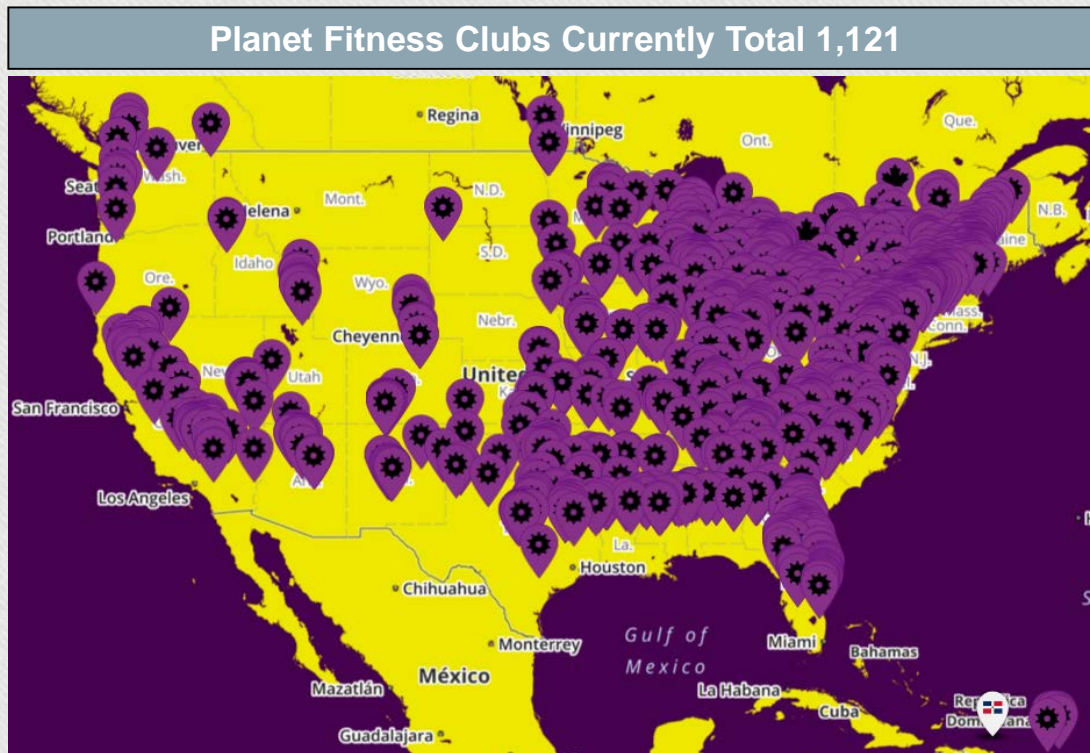 Planet Fitness Clubs Currently Total 1,121
Regina
Winnipeg
Ont.
Que.
N.B.
Wash.
Mont.
N.D.
Helena
Portland
S.D.
Idaho
Ore.
Wyo.
Nebr.
Cheyenne
Mass.
Conn.
N.J.
Utah
San Francisco
Los Angeles
La.
Houston
Chihuahua
Gulf of
Mexico
Miami
Bahamas
Monterrey
México
Mazatlán
La Habana
Cuba
Guadalajara